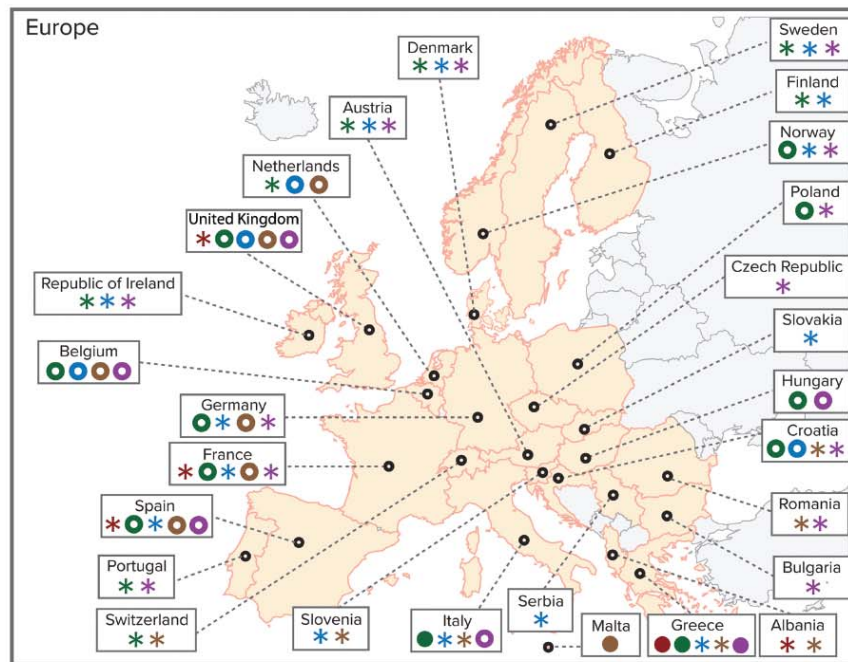 Europe
Sweden
Denmark
Finland
Austria
Norway
Netherlands
Poland
United Kingdom
Czech Republic
Republic of Ireland
Slovakia
Belgium
Hungary
Germany
Croatia
France
Romania
Spain
Bulgaria
Portugal
Switzerland
Slovenia
Italy
Serbia
Malta
Greece
Albania